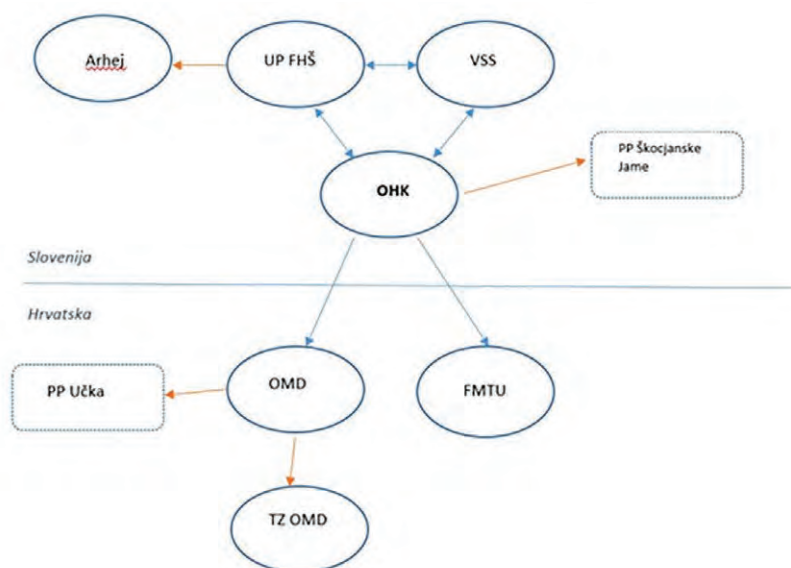 Arhej
UP FHŠ
VSS
PP Škocjanske
Jame
OHK
Slovenija
Hrvatska
PP Učka
OMD
FMTU
TZ OMD